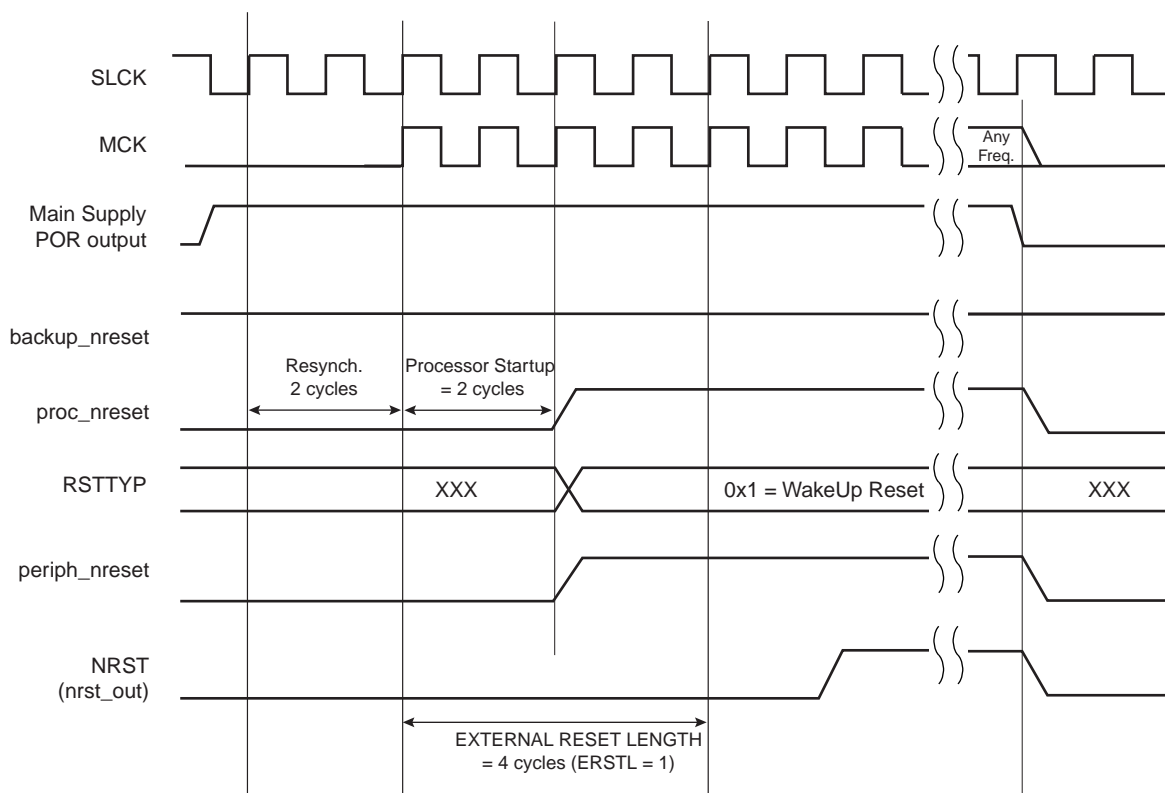 SLCK
MCK
Any
Freq.
Main Supply
POR output
backup_nreset
Resynch.
2 cycles
Processor Startup
= 2 cycles
proc_nreset
RSTTYP
XXX
0x1 = WakeUp Reset
XXX
periph_nreset
NRST
(nrst_out)
EXTERNAL RESET LENGTH
= 4 cycles (ERSTL = 1)